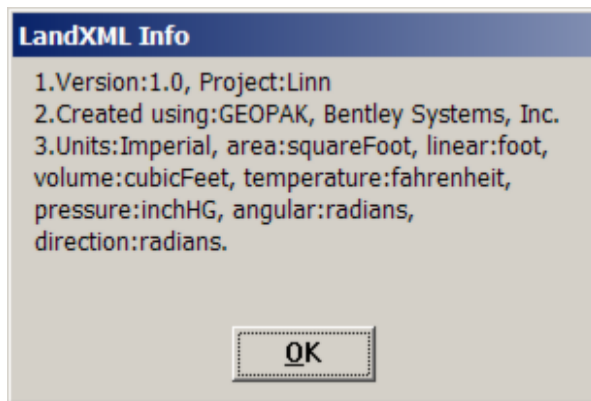 LandXML Info
1.Version:1.0, Project:Linn
2.Created using:GEOPAK, Bentley Systems, Inc.
3.Units:Imperial, area:squareFoot, linear:foot,
volume:cubicFeet, temperature:fahrenheit,
pressure:inchHG, angular:radians,
direction:radians.
OK